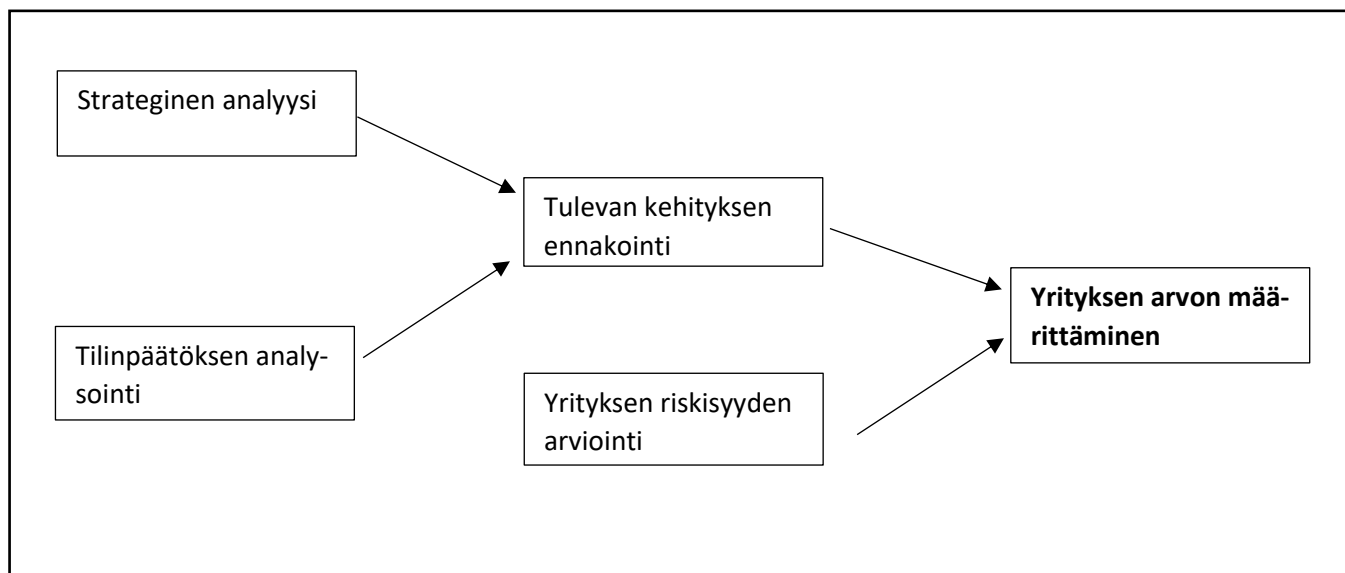 Strateginen analyysi
Tulevan kehityksen
ennakointi
Yrityksen arvon mää-
rittäminen
Tilinpäätöksen analy-
sointi
Yrityksen riskisyyden
arviointi